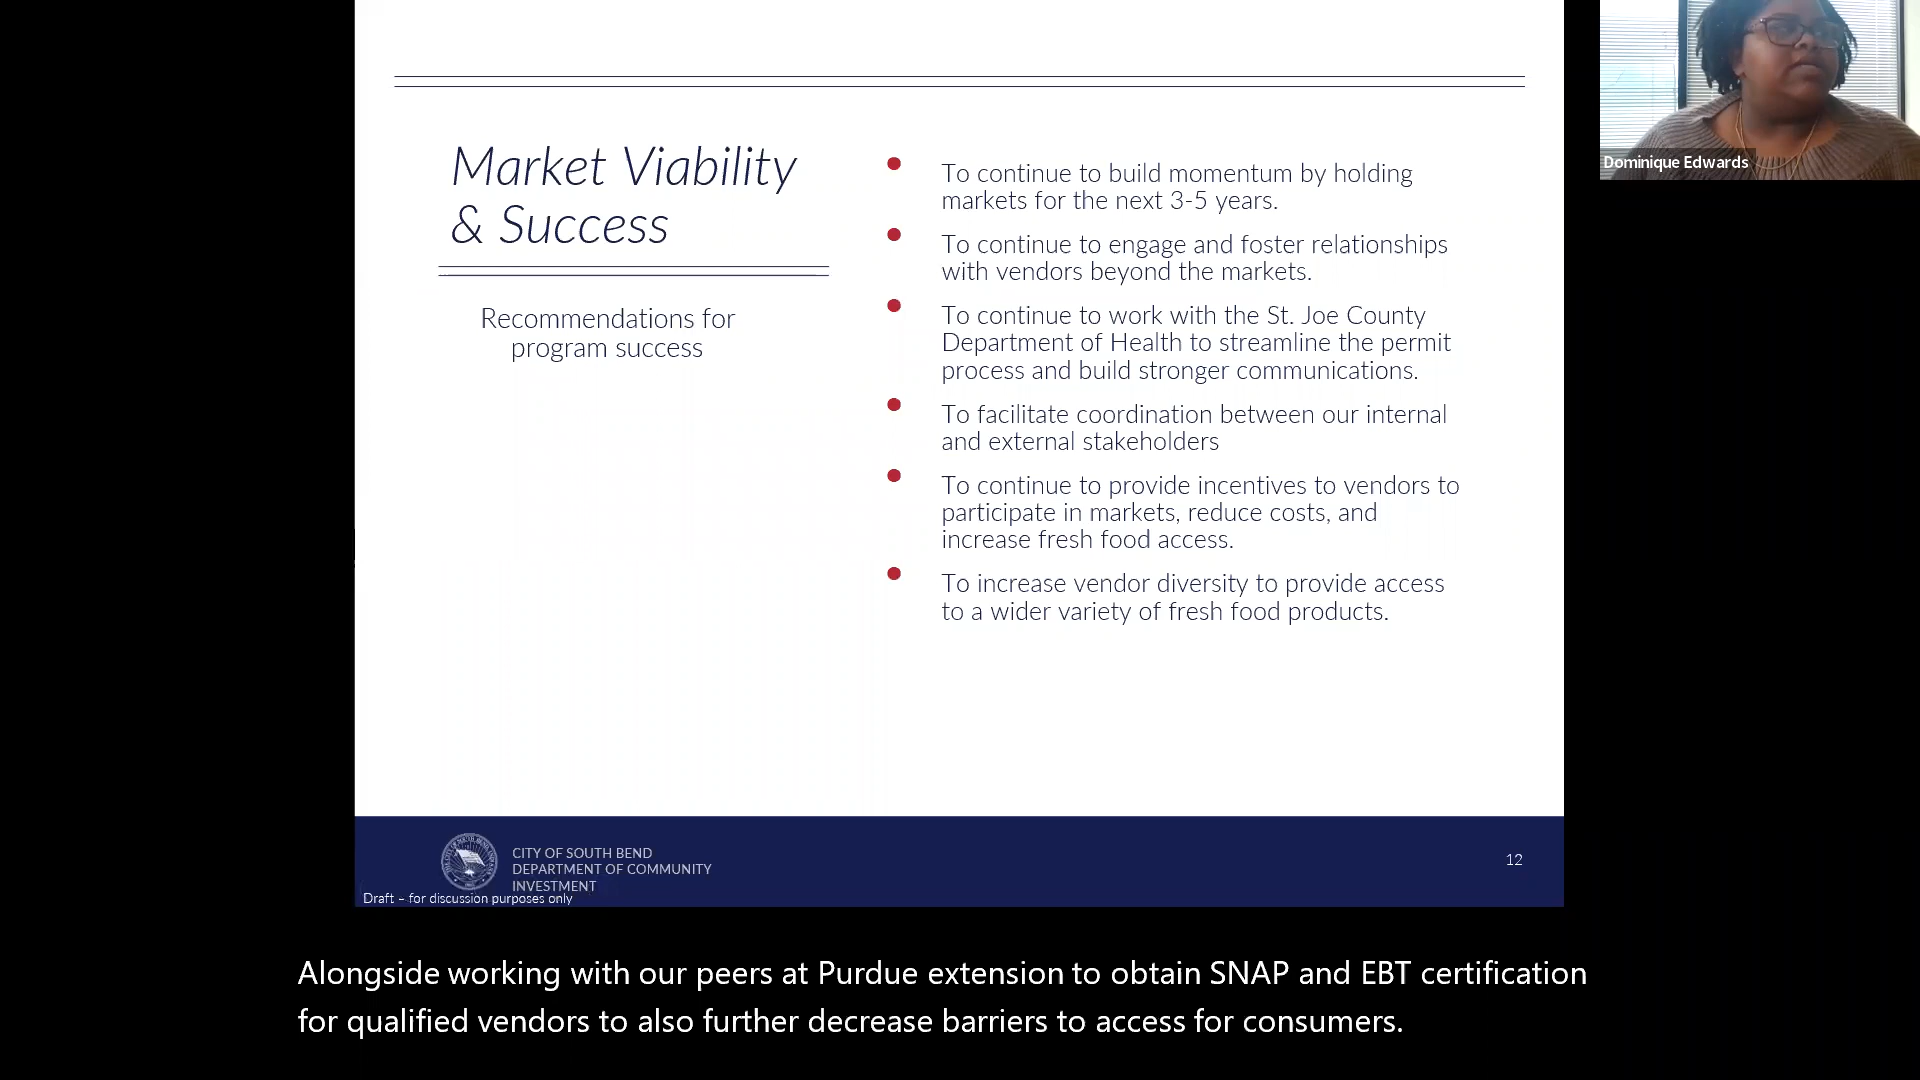 Market Viability
& Success
Recommendations for
program success
To continue to build momentum by holding
markets for the next 3-5 years.
To continue to engage and foster relationships
with vendors beyond the markets.
To continue to work with the St. Joe County
Department of Health to streamline the permit
process and build stronger communications.
To facilitate coordination between our internal
and external stakeholders
To continue to provide incentives to vendors to
participate in markets, reduce costs, and
increase fresh food access.
To increase vendor diversity to provide access
to a wider variety of fresh food products.
Dominique Edwards
CITY OF SOUTH BEND
DEPARTMENT OF COMMUNITY
INVESTMENT
12
Draft – for discussion purposes only
Alongside working with our peers at Purdue extension to obtain SNAP and EBT certification
for qualified vendors to also further decrease barriers to access for consumers.